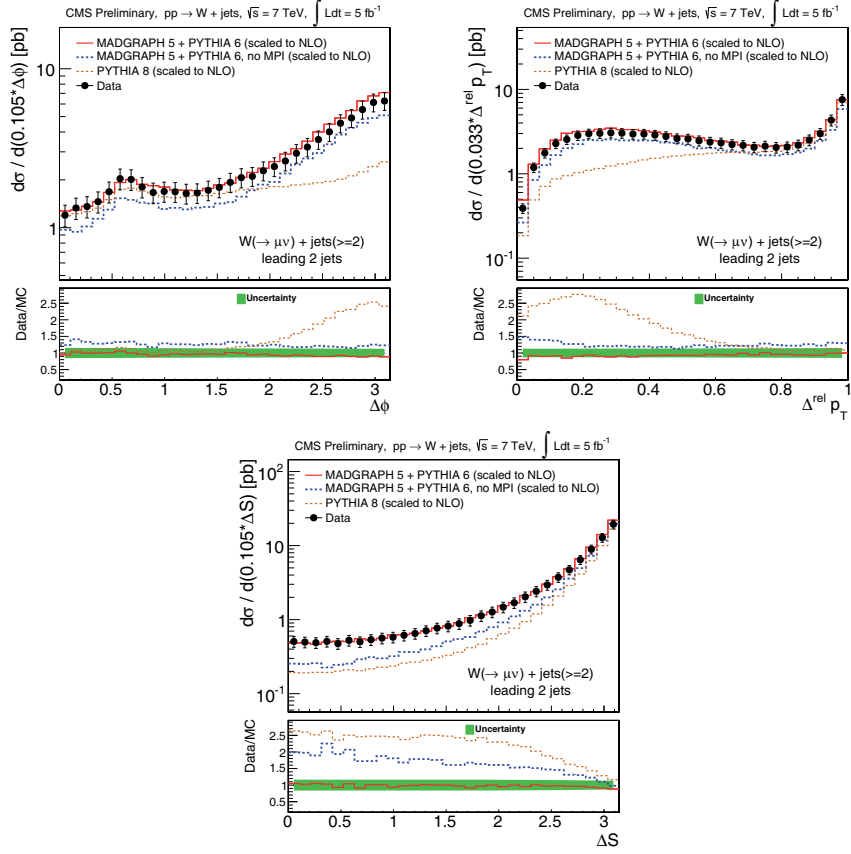 CMS Preliminary, pp → W + jets, √s = 7 TeV, ∫ Ldt = 5 fb⁻¹
dσ / d(0.105*Δϕ) [pb]
10
1
MADGRAPH 5 + PYTHIA 6 (scaled to NLO)
MADGRAPH 5 + PYTHIA 6, no MPI (scaled to NLO)
PYTHIA 8 (scaled to NLO)
Data
W(→ μν) + jets(>=2)
leading 2 jets
Data/MC
2.5
2
1.5
1
0.5
Uncertainty
0 0.5 1 1.5 2 2.5 3
Δϕ
CMS Preliminary, pp → W + jets, √s = 7 TeV, ∫ Ldt = 5 fb⁻¹
dσ / d(0.033*Δ^rel p_T) [pb]
10²
10
1
10⁻¹
MADGRAPH 5 + PYTHIA 6 (scaled to NLO)
MADGRAPH 5 + PYTHIA 6, no MPI (scaled to NLO)
PYTHIA 8 (scaled to NLO)
Data
W(→ μν) + jets(>=2)
leading 2 jets
Data/MC
2.5
2
1.5
1
0.5
Uncertainty
0 0.2 0.4 0.6 0.8 1
Δ^rel p_T
CMS Preliminary, pp → W + jets, √s = 7 TeV, ∫ Ldt = 5 fb⁻¹
dσ / d(0.105*ΔS) [pb]
10²
10
1
10⁻¹
MADGRAPH 5 + PYTHIA 6 (scaled to NLO)
MADGRAPH 5 + PYTHIA 6, no MPI (scaled to NLO)
PYTHIA 8 (scaled to NLO)
Data
W(→ μν) + jets(>=2)
leading 2 jets
Data/MC
2.5
2
1.5
1
0.5
Uncertainty
0 0.5 1 1.5 2 2.5 3
ΔS